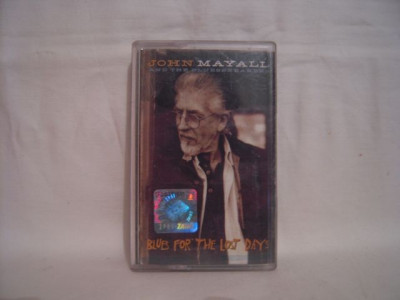 JOHN MAYALL
AND THE BLUESBREAKERS
BLUES FOR THE LOST DAYS